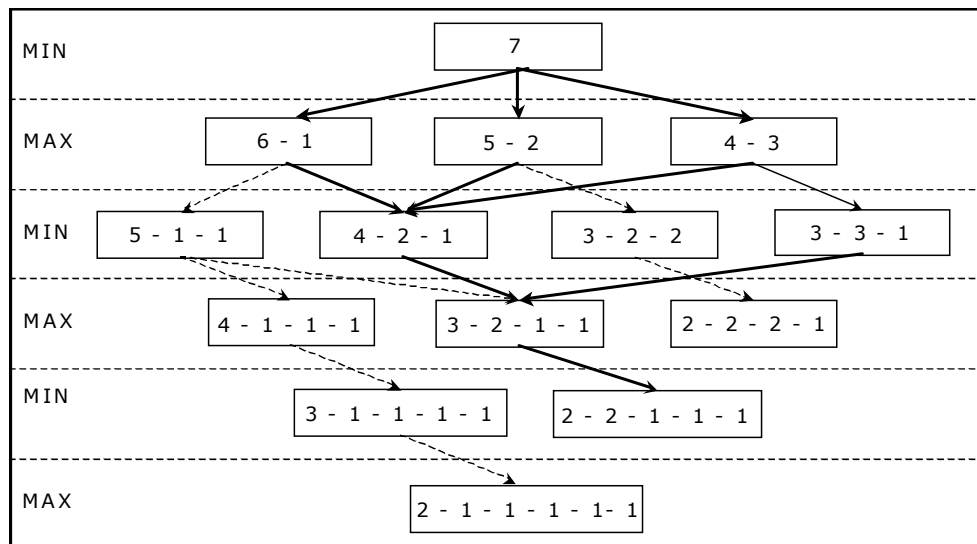 MIN
7
MAX
6 - 1
5 - 2
4 - 3
MIN
5 - 1 - 1
4 - 2 - 1
3 - 2 - 2
3 - 3 - 1
MAX
4 - 1 - 1 - 1
3 - 2 - 1 - 1
2 - 2 - 2 - 1
MIN
3 - 1 - 1 - 1 - 1
2 - 2 - 1 - 1 - 1
MAX
2 - 1 - 1 - 1 - 1- 1